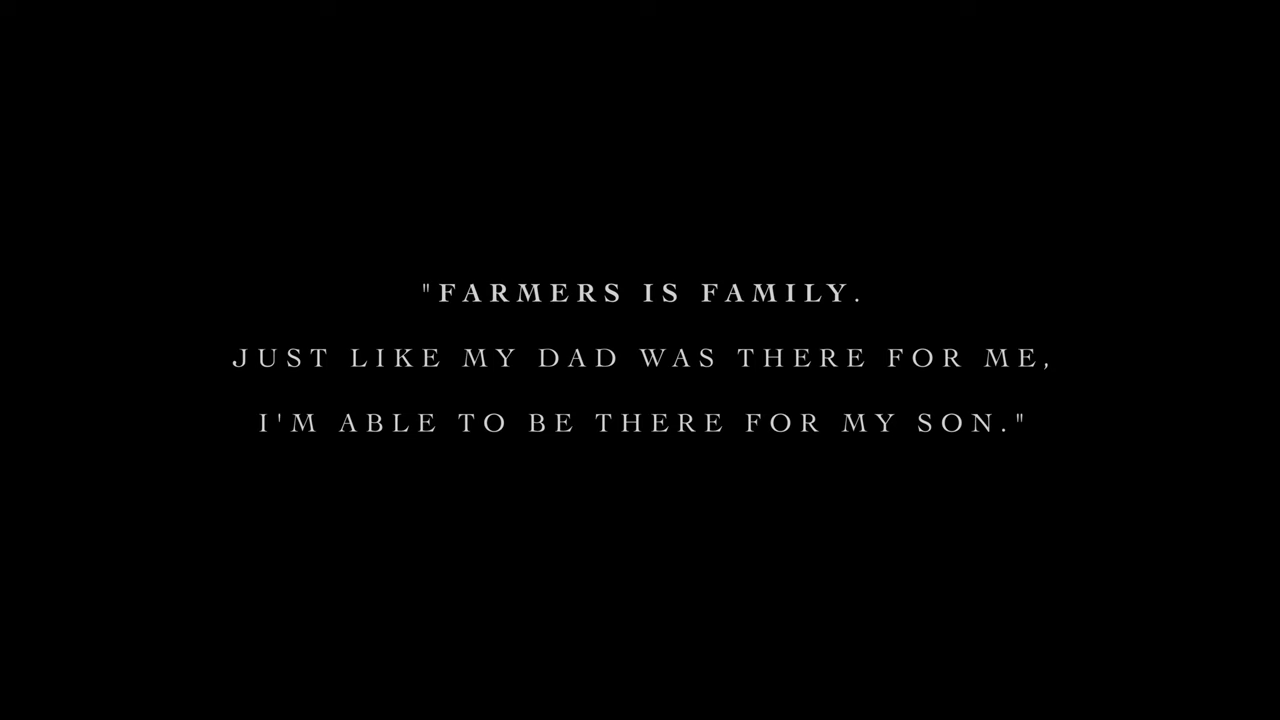 "FARMERS IS FAMILY.
JUST LIKE MY DAD WAS THERE FOR ME,
I'M ABLE TO BE THERE FOR MY SON."